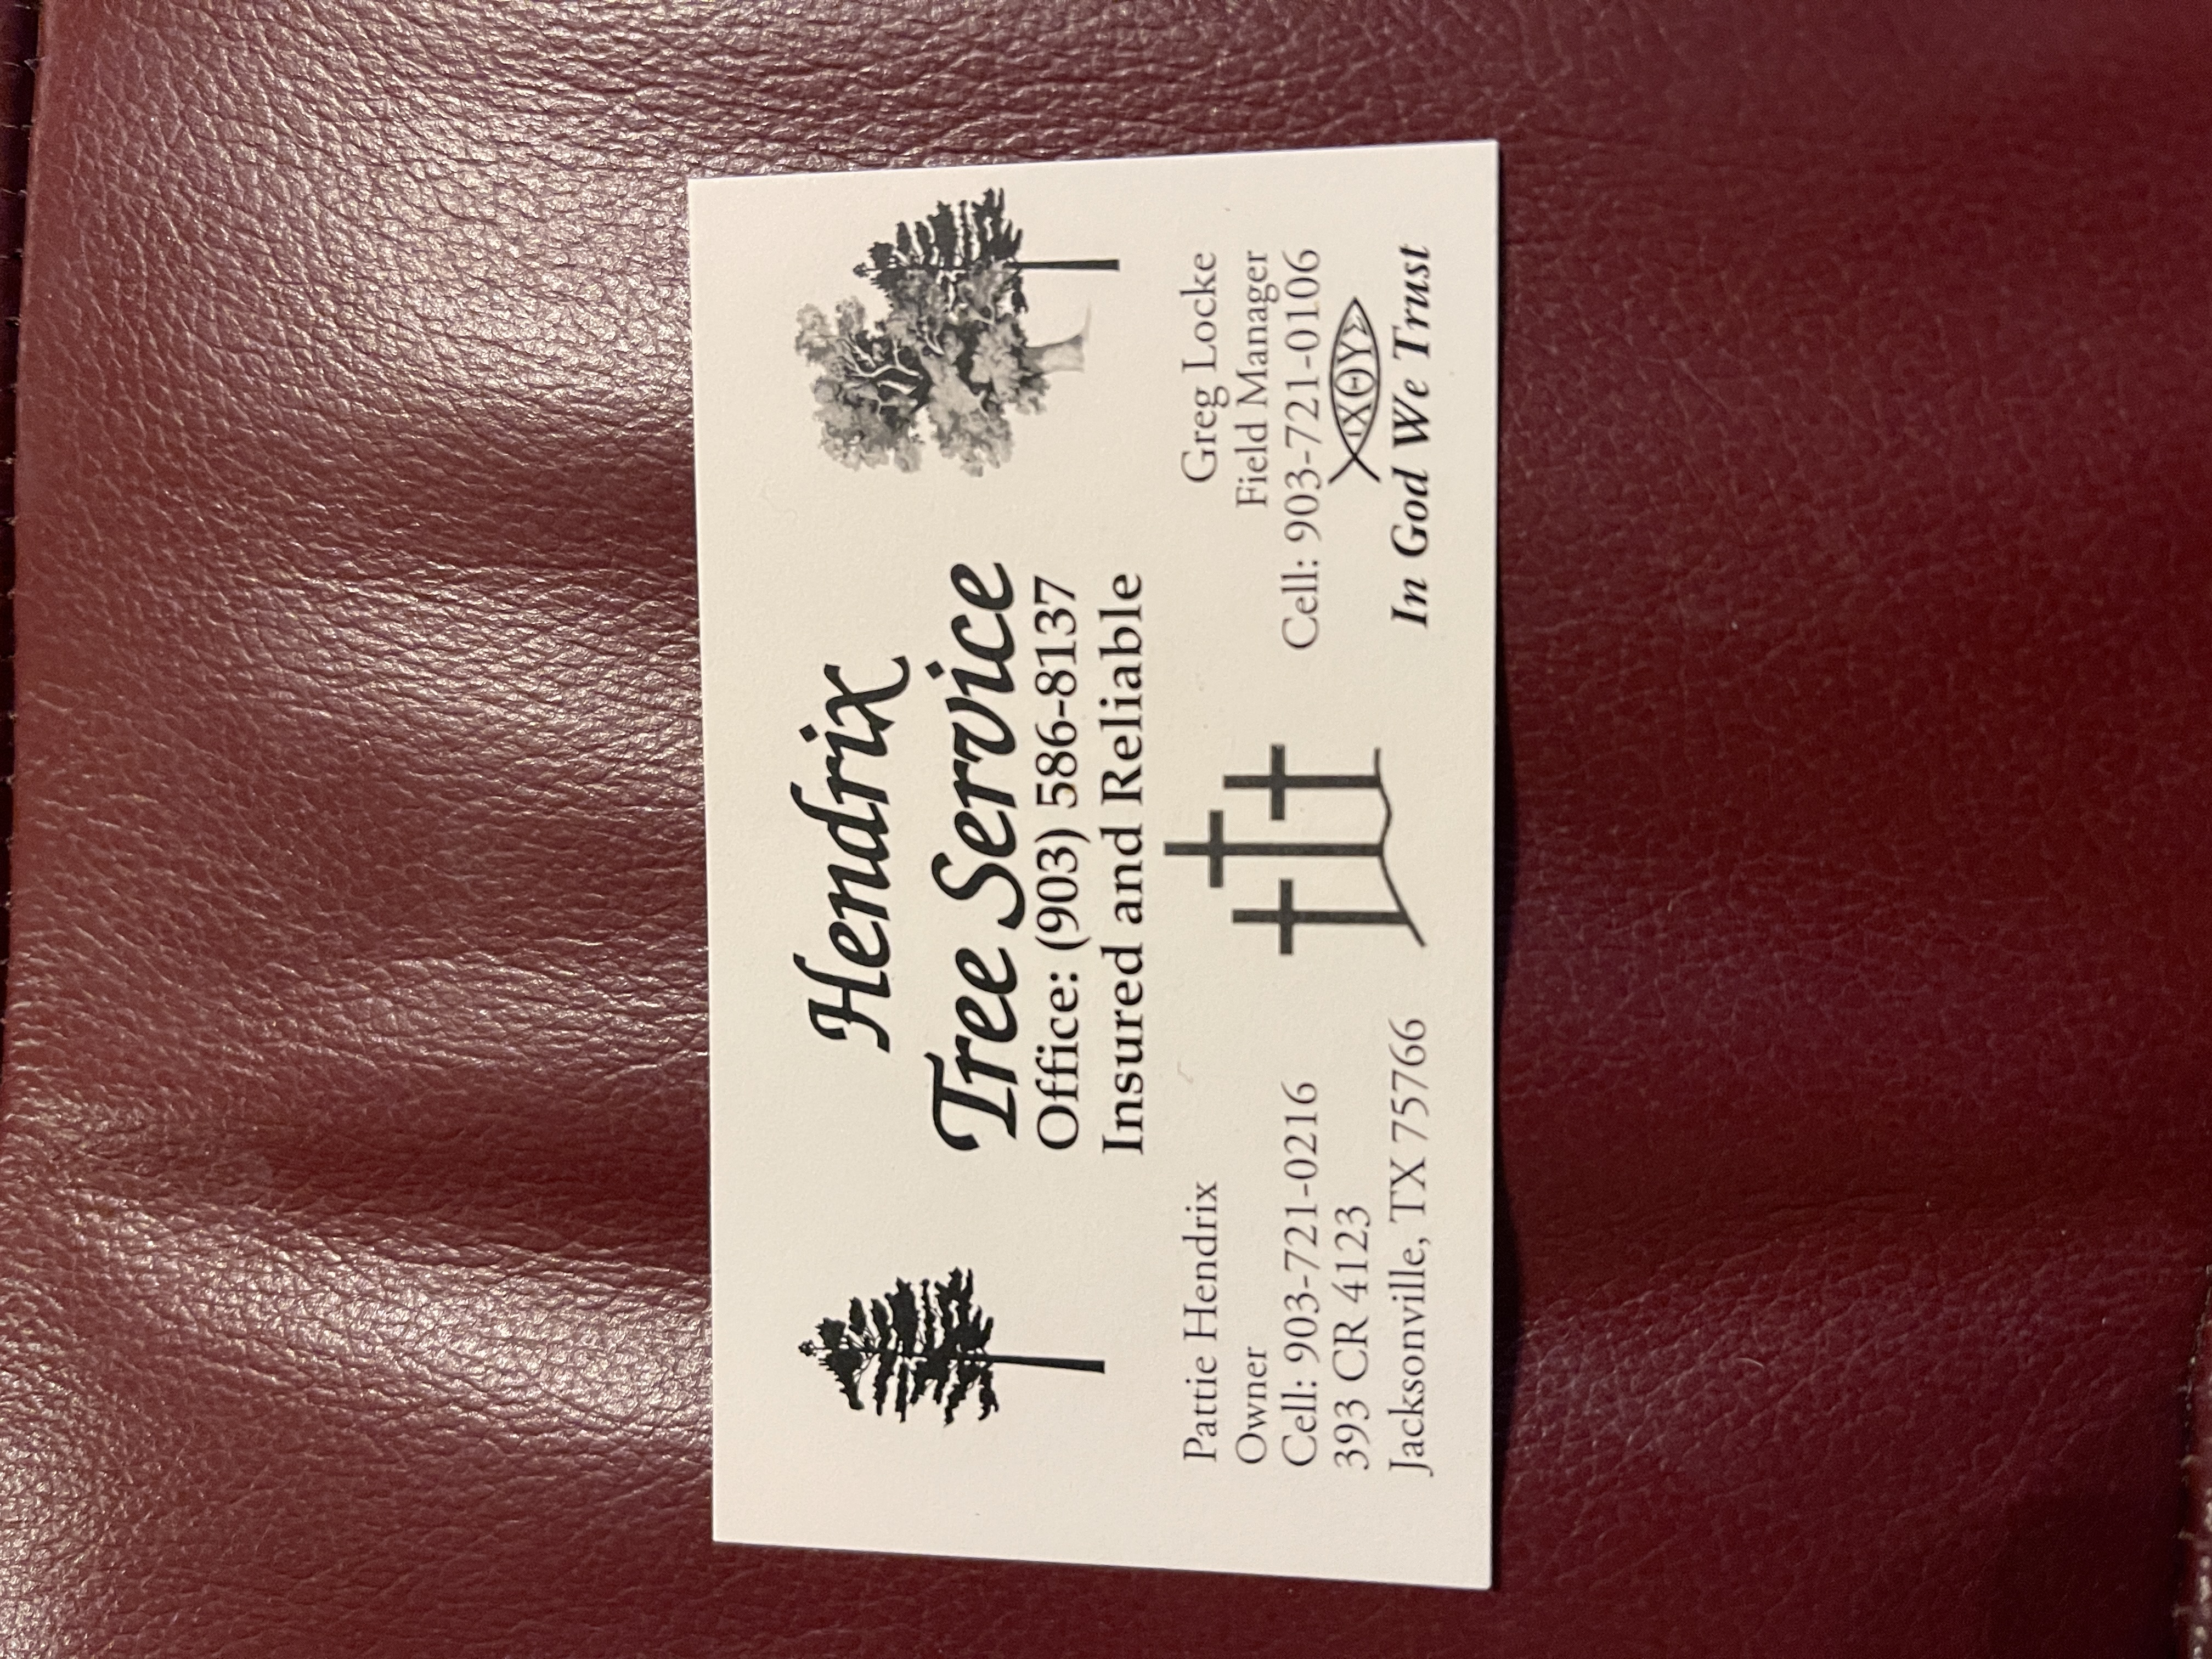 Hendrix
Tree Service
Office: (903) 586-8137
Insured and Reliable
Pattie Hendrix
Owner
Cell: 903-721-0216
393 CR 4123
Jacksonville, TX 75766
Greg Locke
Field Manager
Cell: 903-721-0106
ΙΧΘΥΣ
In God We Trust